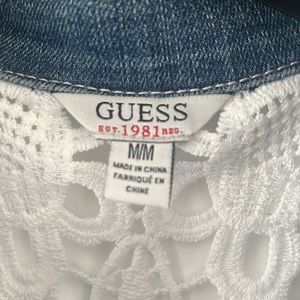 GUESS
EST. 1981 REG.
M/M
MADE IN CHINA
FABRIQUÉ EN
CHINE